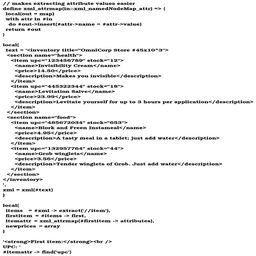 // makes extracting attribute values easier
define xml_attrmap(in::xml_namedNodeMap_attr) => {
local(out = map)
with attr in #in
do #out->insert(#attr->name = #attr->value)
return #out
}
local(
text = '<inventory title="OmniCorp Store #45x10^3">
<section name="health">
<item upc="123456789" stock="12">
<name>Invisibility Cream</name>
<price>14.50</price>
<description>Makes you invisible</description>
</item>
<item upc="445322344" stock="18">
<name>Levitation Salve</name>
<price>23.99</price>
<description>Levitate yourself for up to 3 hours per application</description>
</item>
</section>
<section name="food">
<item upc="485672034" stock="653">
<name>Blork and Freen Instameal</name>
<price>4.95</price>
<description>A tasty meal in a tablet; just add water</description>
</item>
<item upc="132957764" stock="44">
<name>Grob winglets</name>
<price>3.56</price>
<description>Tender winglets of Grob. Just add water</description>
</item>
</section>
</inventory>
',
xml = xml(#text)
)
local(
items = #xml -> extract('//item'),
firstitem = #items -> first,
itemattr = xml_attrmap(#firstitem -> attributes),
newprices = array
)
'<strong>First item:</strong><br />
UPC: '
#itemattr -> find('upc')